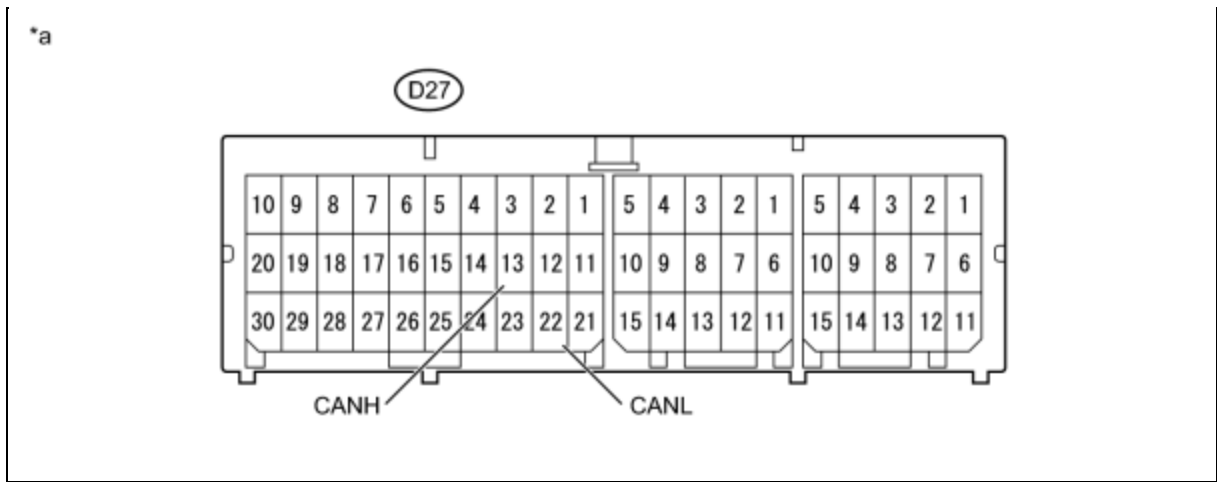 *a
D27
10 9 8 7 6 5 4 3 2 1 5 4 3 2 1 5 4 3 2 1
20 19 18 17 16 15 14 13 12 11 10 9 8 7 6 10 9 8 7 6
30 29 28 27 26 25 24 23 22 21 15 14 13 12 11 15 14 13 12 11
CANH CANL